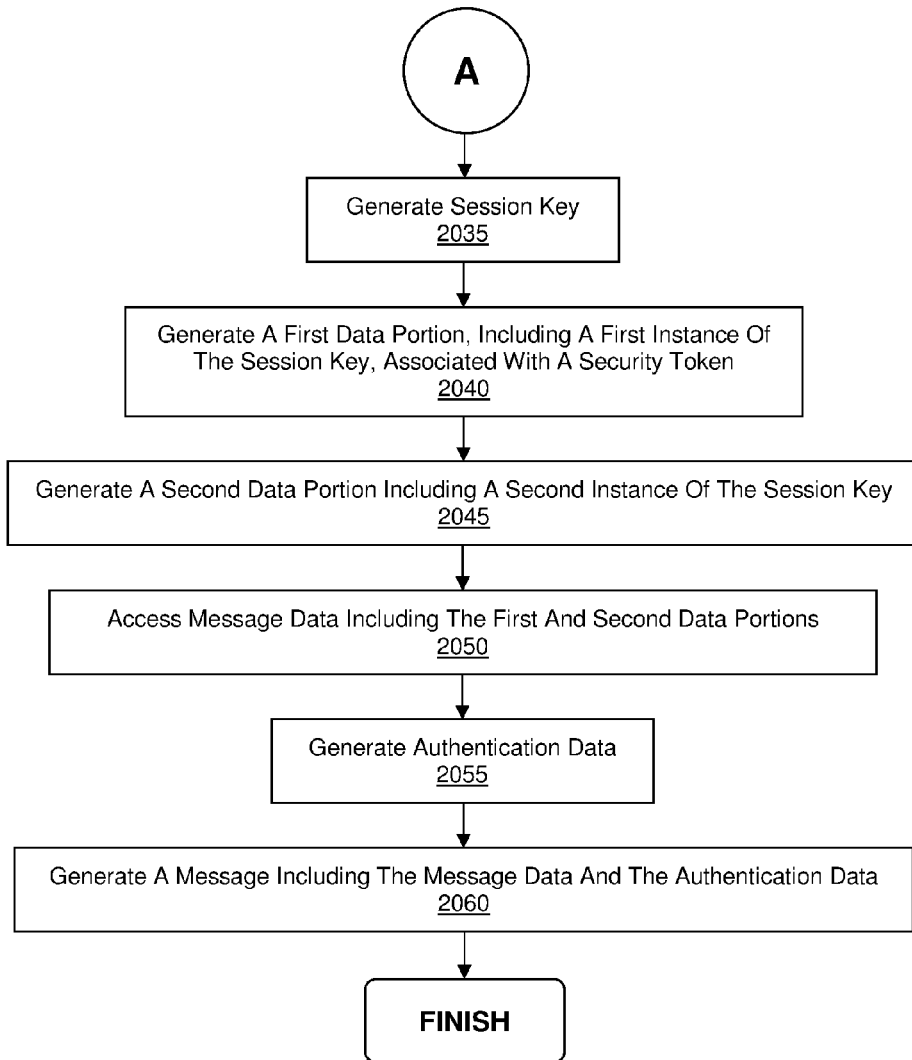 A
Generate Session Key
2035
Generate A First Data Portion, Including A First Instance Of
The Session Key, Associated With A Security Token
2040
Generate A Second Data Portion Including A Second Instance Of The Session Key
2045
Access Message Data Including The First And Second Data Portions
2050
Generate Authentication Data
2055
Generate A Message Including The Message Data And The Authentication Data
2060
FINISH